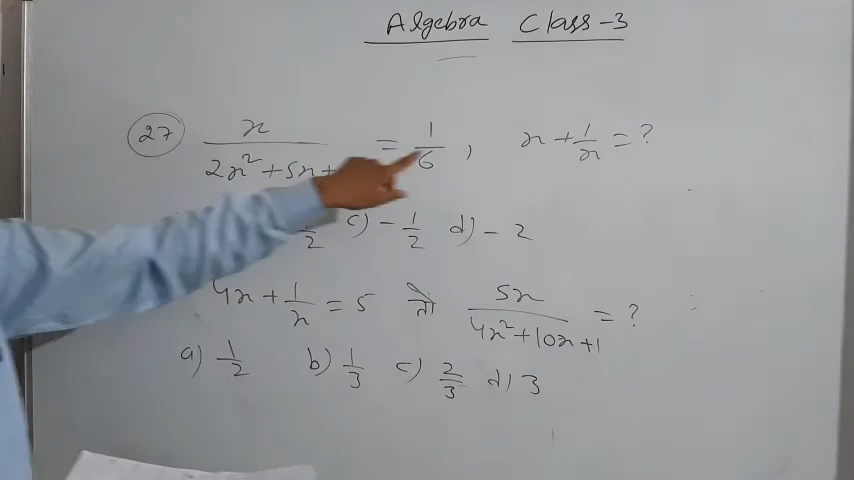 Algebra Class-3
27 x / 2x² + 5x + = 1/6 , x + 1/x = ?
1/2 c) - 1/2 d) - 2
4x + 1/x = 5 तो 5x / 4x² + 10x + 1 = ?
a) 1/2 b) 1/3 c) 2/3 d) 3